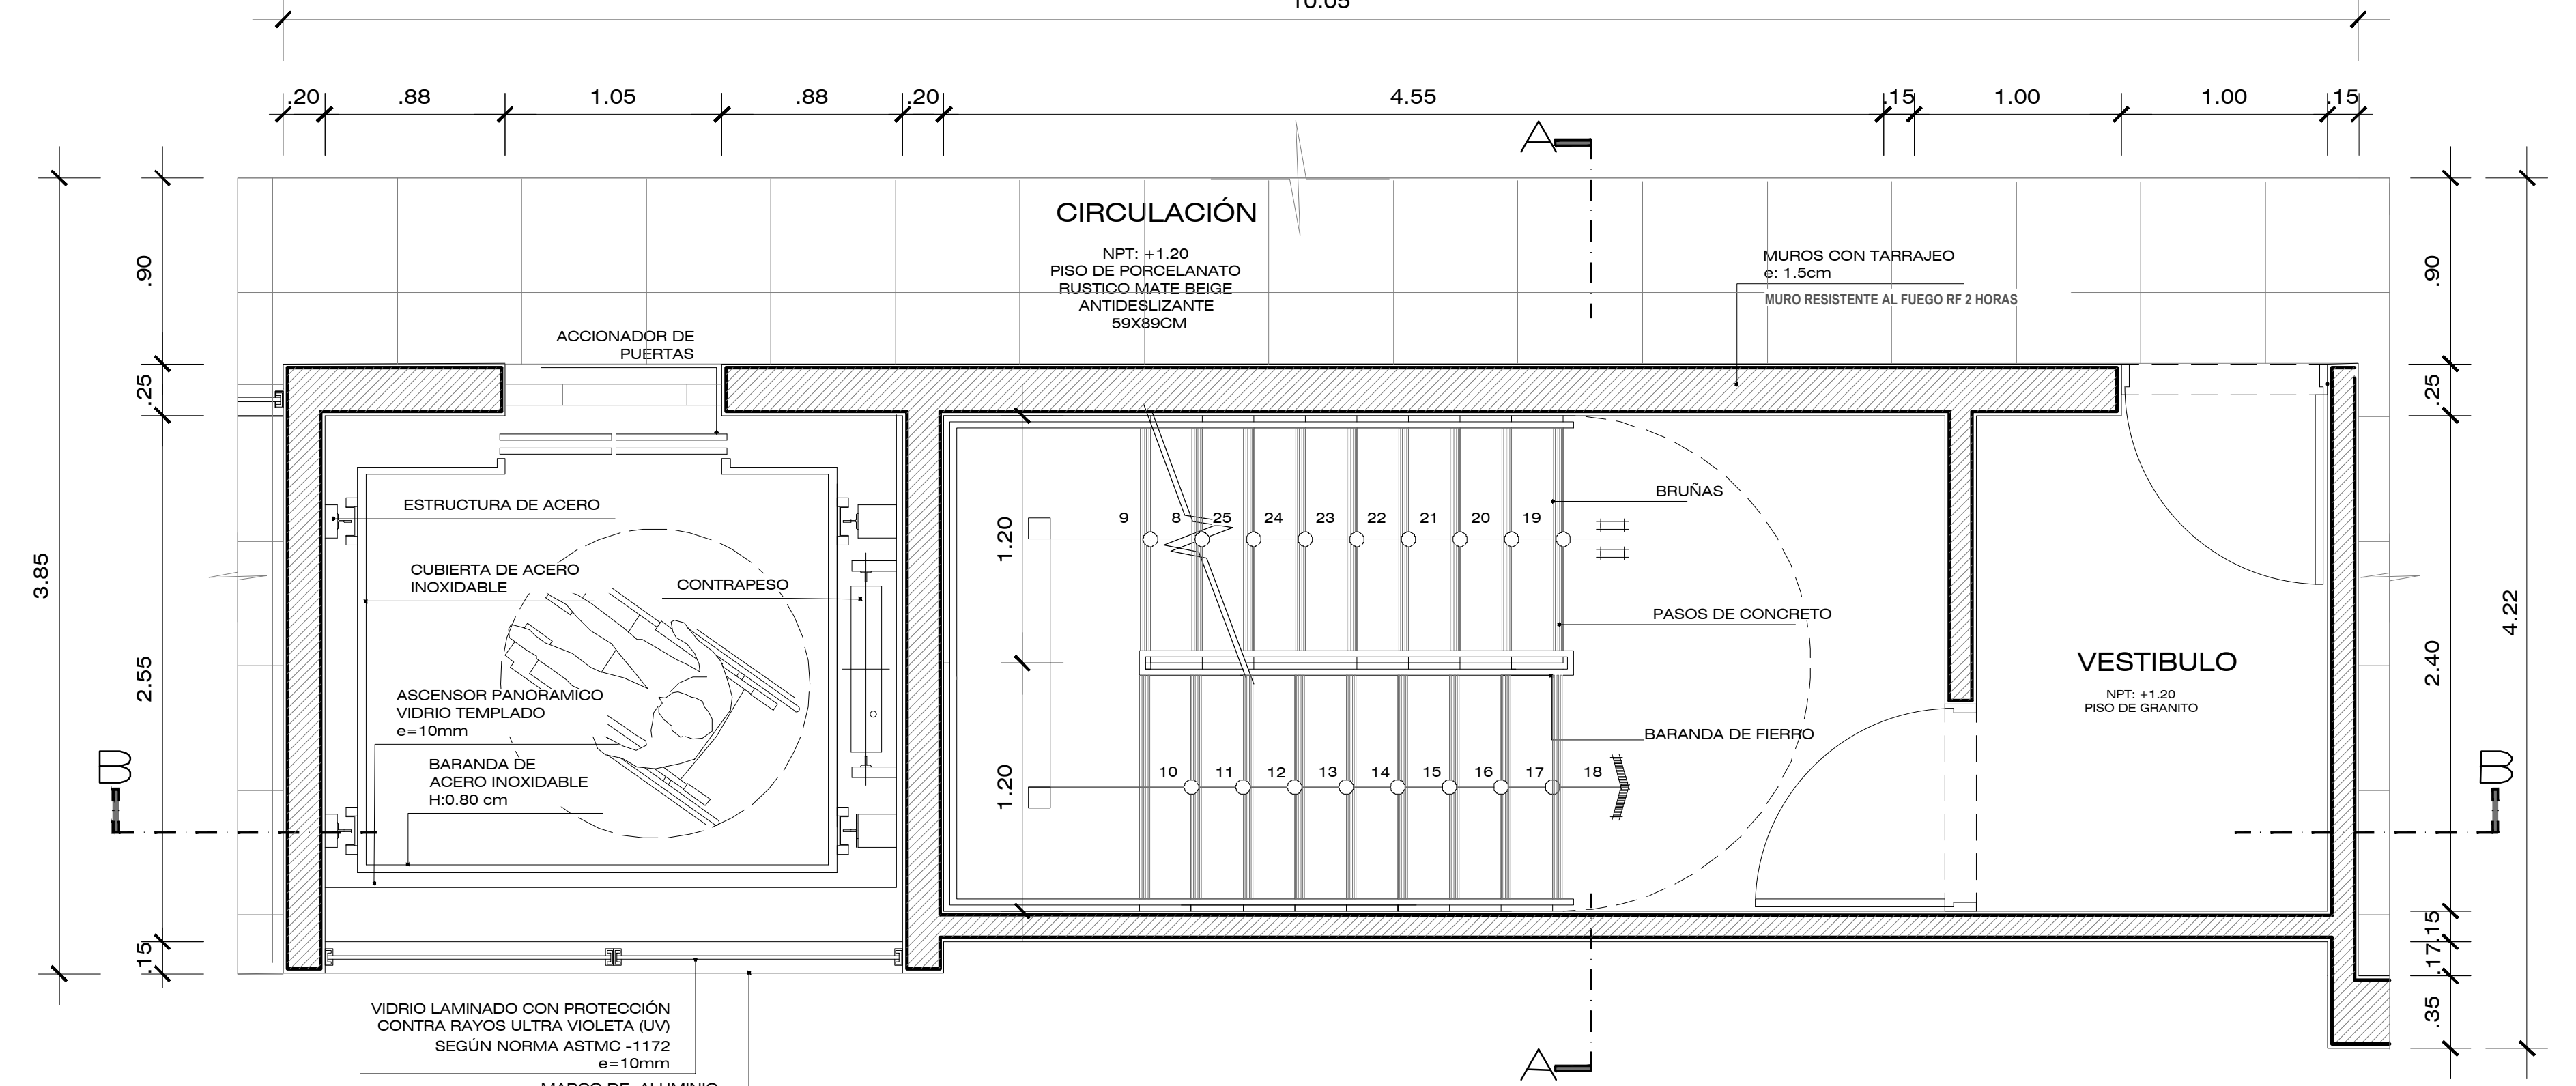 10.05
.20 .88 1.05 .88 .20 4.55 .15 1.00 1.00 .15
A
CIRCULACIÓN
NPT: +1.20
PISO DE PORCELANATO
RUSTICO MATE BEIGE
ANTIDESLIZANTE
59X89CM
MUROS CON TARRAJEO
e: 1.5cm
MURO RESISTENTE AL FUEGO RF 2 HORAS
ACCIONADOR DE
PUERTAS
3.85
.90
.25
2.55
.15
ESTRUCTURA DE ACERO
CUBIERTA DE ACERO
INOXIDABLE
CONTRAPESO
ASCENSOR PANORAMICO
VIDRIO TEMPLADO
e=10mm
BARANDA DE
ACERO INOXIDABLE
H:0.80 cm
B
1.20
1.20
9 8 25 24 23 22 21 20 19
10 11 12 13 14 15 16 17 18
BRUÑAS
PASOS DE CONCRETO
BARANDA DE FIERRO
VESTIBULO
NPT: +1.20
PISO DE GRANITO
B
.90
.25
2.40
.15
.17
.35
4.22
VIDRIO LAMINADO CON PROTECCIÓN
CONTRA RAYOS ULTRA VIOLETA (UV)
SEGÚN NORMA ASTMC -1172
e=10mm
MARCO DE ALUMINIO
A